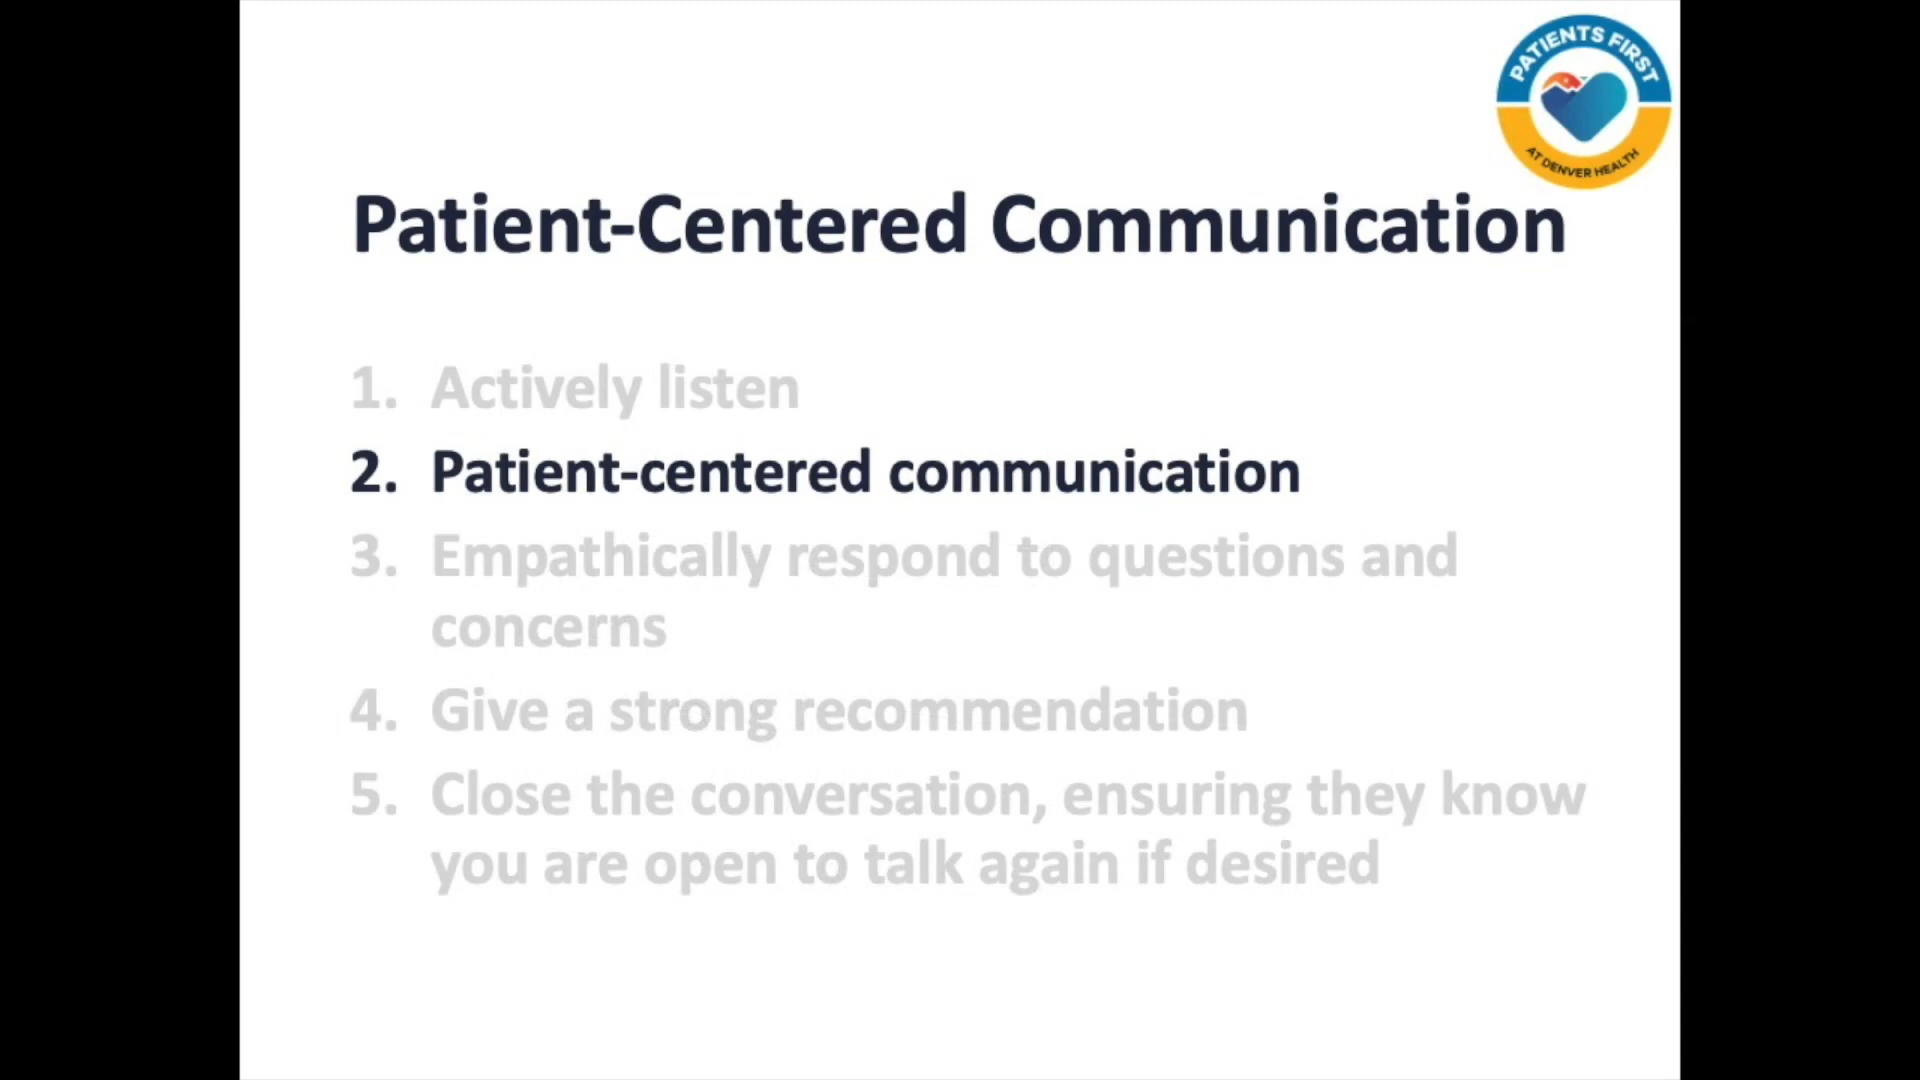 PATIENTS FIRST
AT DENVER HEALTH
Patient-Centered Communication
1. Actively listen
2. Patient-centered communication
3. Empathically respond to questions and
concerns
4. Give a strong recommendation
5. Close the conversation, ensuring they know
you are open to talk again if desired